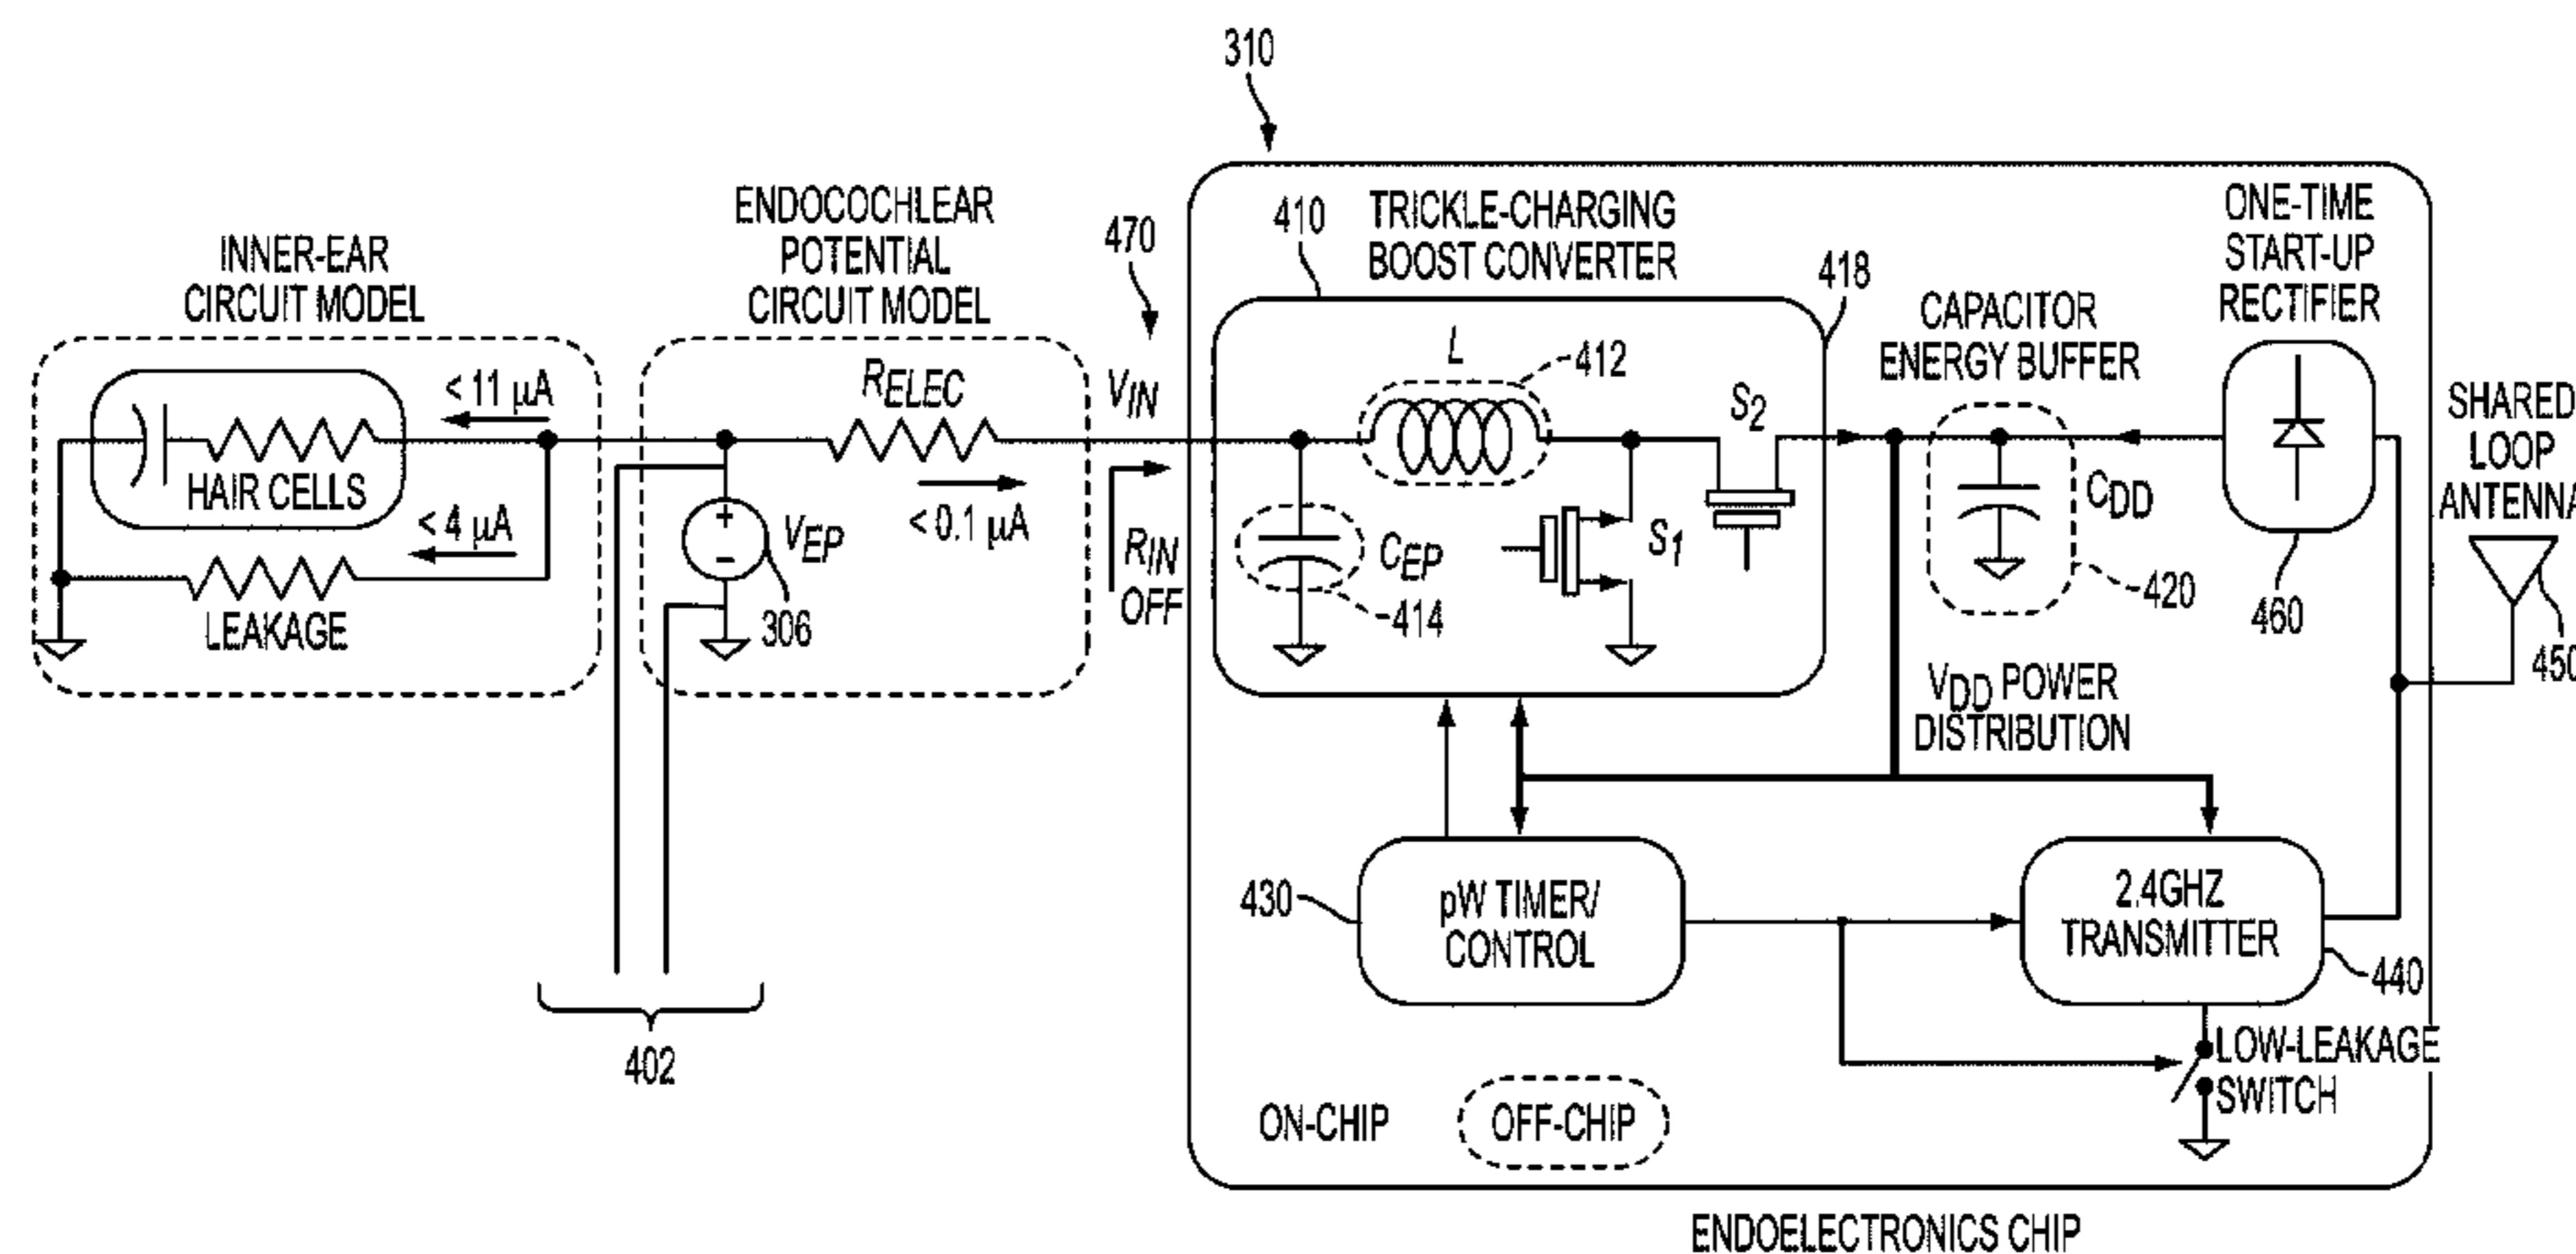 310
INNER-EAR
CIRCUIT MODEL
< 11 µA
HAIR CELLS
< 4 µA
LEAKAGE
ENDOCOCHLEAR
POTENTIAL
CIRCUIT MODEL
RELEC
< 0.1 µA
VEP
306
402
470
VIN
RIN
OFF
410
TRICKLE-CHARGING
BOOST CONVERTER
418
L
412
S2
S1
CEP
414
CAPACITOR
ENERGY BUFFER
CDD
420
ONE-TIME
START-UP
RECTIFIER
460
SHARED
LOOP
ANTENNA
450
VDD POWER
DISTRIBUTION
430
pW TIMER/
CONTROL
2.4GHZ
TRANSMITTER
440
LOW-LEAKAGE
SWITCH
ON-CHIP
OFF-CHIP
ENDOELECTRONICS CHIP